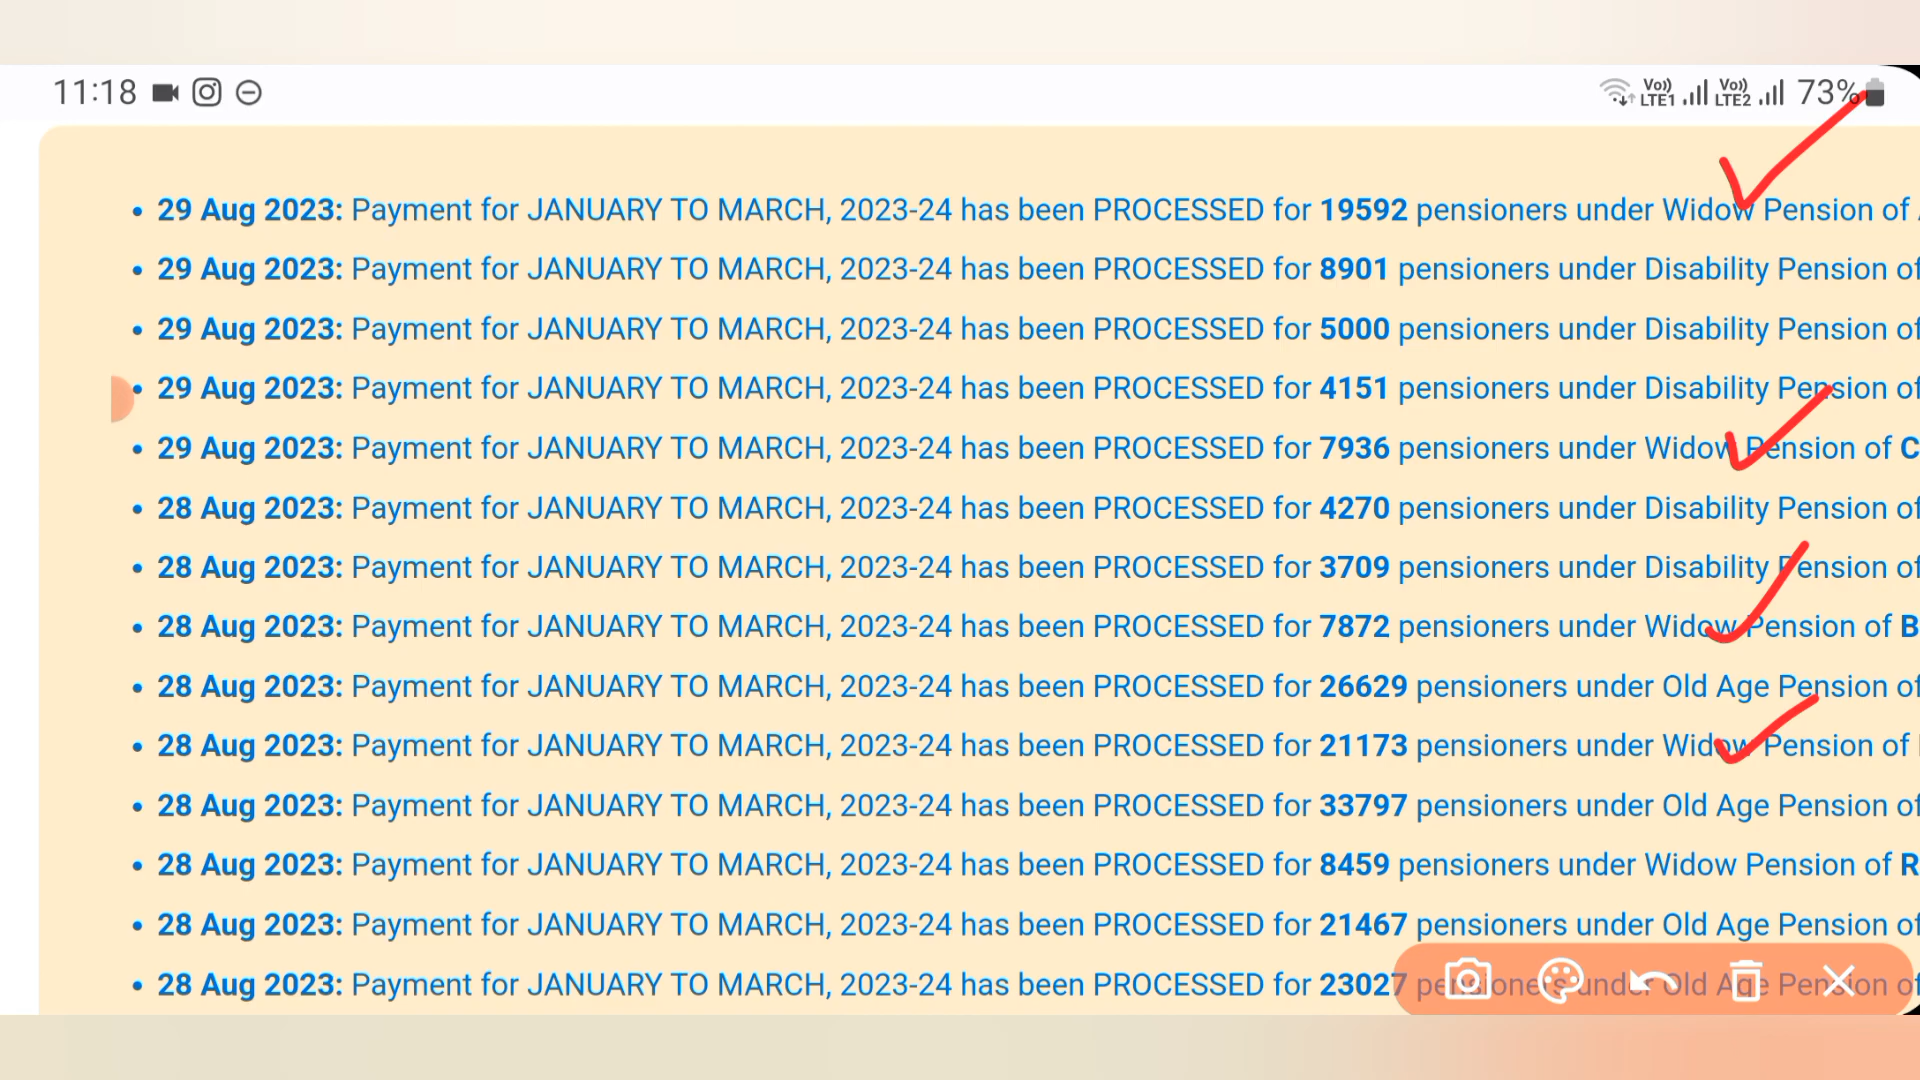 11:18 Vo)) LTE1 Vo)) LTE2 73%
• 29 Aug 2023: Payment for JANUARY TO MARCH, 2023-24 has been PROCESSED for 19592 pensioners under Widow Pension of
• 29 Aug 2023: Payment for JANUARY TO MARCH, 2023-24 has been PROCESSED for 8901 pensioners under Disability Pension of
• 29 Aug 2023: Payment for JANUARY TO MARCH, 2023-24 has been PROCESSED for 5000 pensioners under Disability Pension of
• 29 Aug 2023: Payment for JANUARY TO MARCH, 2023-24 has been PROCESSED for 4151 pensioners under Disability Pension of
• 29 Aug 2023: Payment for JANUARY TO MARCH, 2023-24 has been PROCESSED for 7936 pensioners under Widow Pension of C
• 28 Aug 2023: Payment for JANUARY TO MARCH, 2023-24 has been PROCESSED for 4270 pensioners under Disability Pension of
• 28 Aug 2023: Payment for JANUARY TO MARCH, 2023-24 has been PROCESSED for 3709 pensioners under Disability Pension of
• 28 Aug 2023: Payment for JANUARY TO MARCH, 2023-24 has been PROCESSED for 7872 pensioners under Widow Pension of B
• 28 Aug 2023: Payment for JANUARY TO MARCH, 2023-24 has been PROCESSED for 26629 pensioners under Old Age Pension of
• 28 Aug 2023: Payment for JANUARY TO MARCH, 2023-24 has been PROCESSED for 21173 pensioners under Widow Pension of
• 28 Aug 2023: Payment for JANUARY TO MARCH, 2023-24 has been PROCESSED for 33797 pensioners under Old Age Pension of
• 28 Aug 2023: Payment for JANUARY TO MARCH, 2023-24 has been PROCESSED for 8459 pensioners under Widow Pension of R
• 28 Aug 2023: Payment for JANUARY TO MARCH, 2023-24 has been PROCESSED for 21467 pensioners under Old Age Pension of
• 28 Aug 2023: Payment for JANUARY TO MARCH, 2023-24 has been PROCESSED for 23027 pensioners under Old Age Pension of